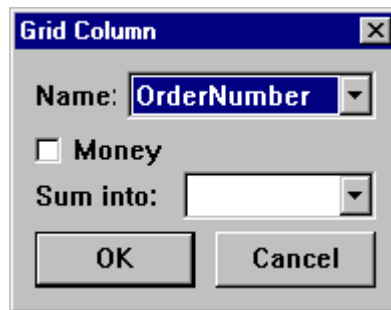 Grid Column
Name: OrderNumber
Money
Sum into:
OK Cancel